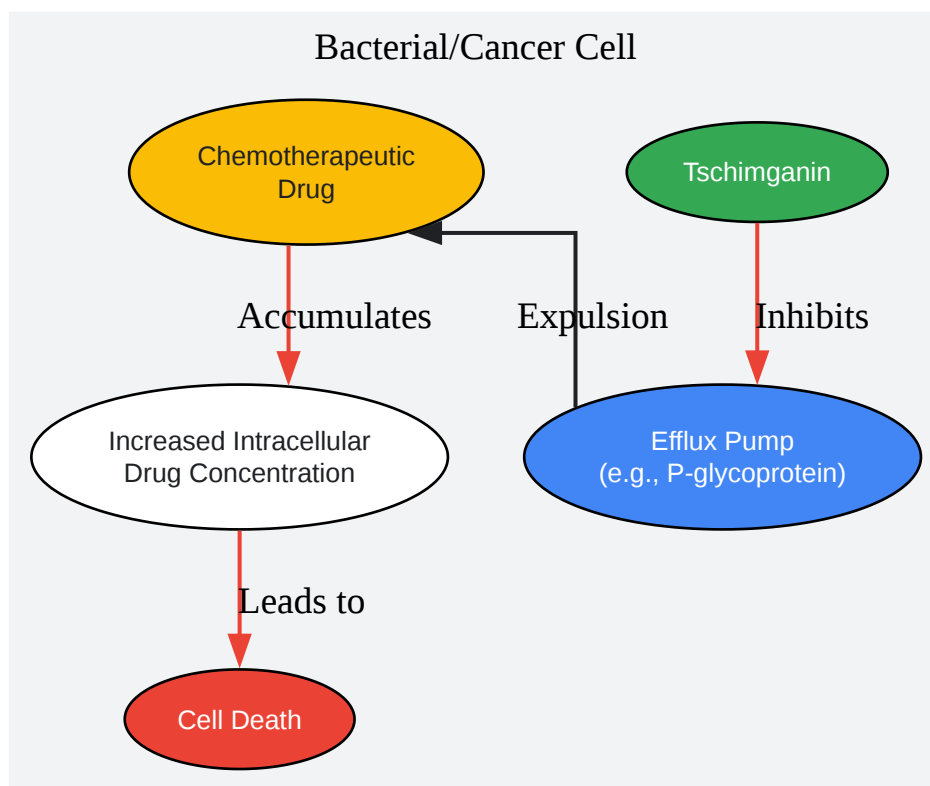 Bacterial/Cancer Cell
Chemotherapeutic
Drug
Tschimganin
Accumulates
Expulsion
Inhibits
Increased Intracellular
Drug Concentration
Efflux Pump
(e.g., P-glycoprotein)
Leads to
Cell Death